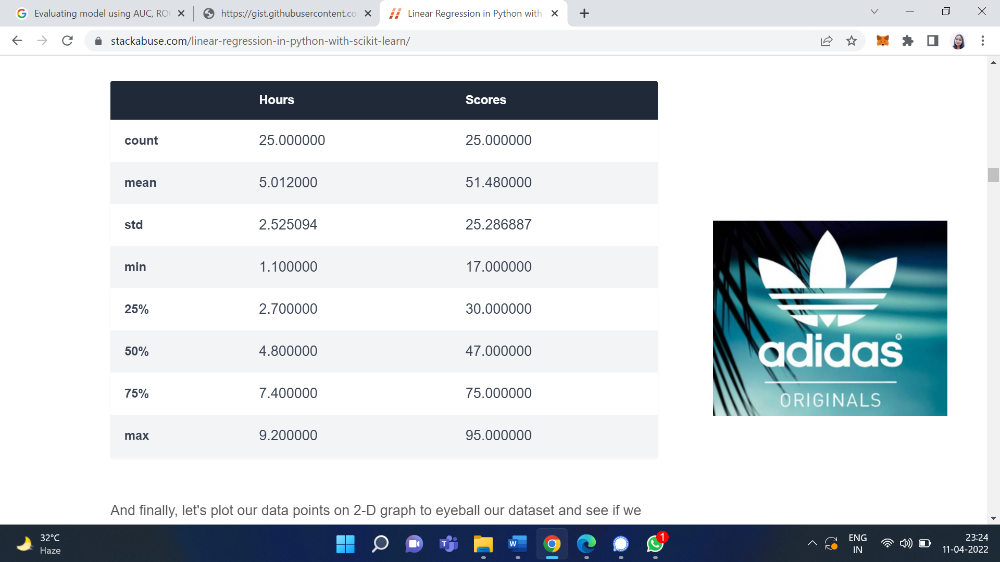 Evaluating model using AUC, RO
https://gist.githubusercontent.co
Linear Regression in Python with
stackabuse.com/linear-regression-in-python-with-scikit-learn/
Hours Scores
count 25.000000 25.000000
mean 5.012000 51.480000
std 2.525094 25.286887
min 1.100000 17.000000
25% 2.700000 30.000000
50% 4.800000 47.000000
75% 7.400000 75.000000
max 9.200000 95.000000
adidas®
ORIGINALS
And finally, let's plot our data points on 2-D graph to eyeball our dataset and see if we
32°C
Haze
1
ENG
IN
23:24
11-04-2022